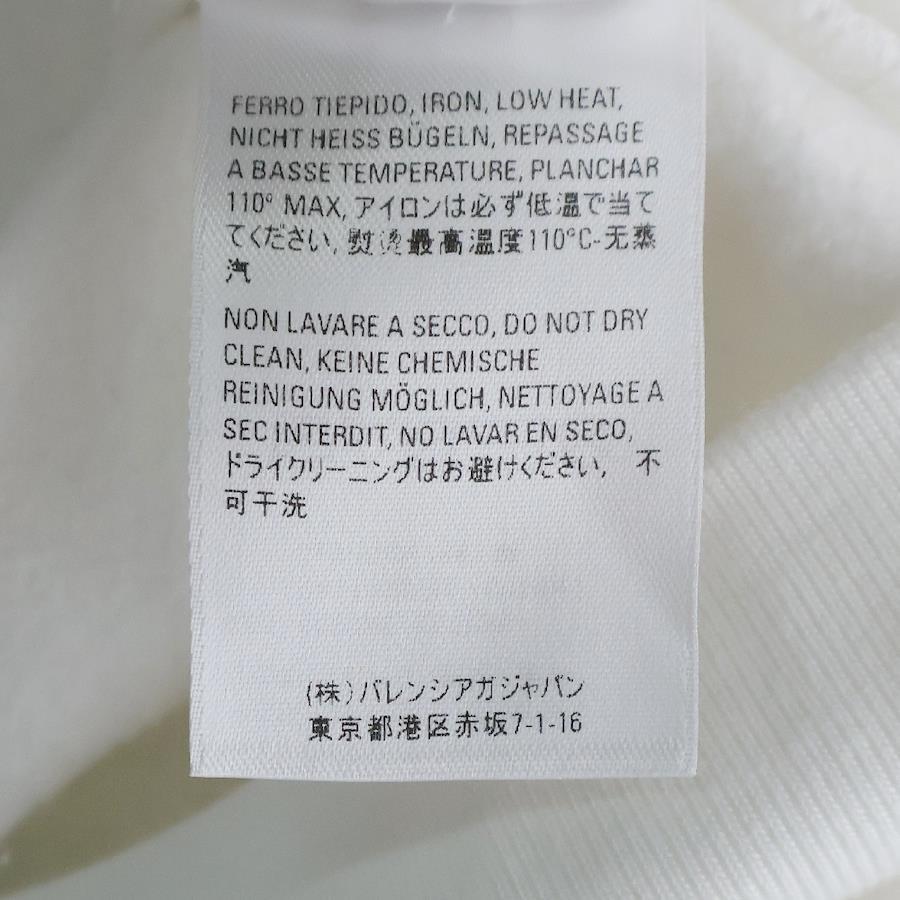 FERRO TIEPIDO, IRON, LOW HEAT,
NICHT HEISS BÜGELN, REPASSAGE
A BASSE TEMPERATURE, PLANCHAR
110° MAX, アイロンは必ず低温で当て
てください, 熨烫最高温度110°C-无蒸
汽
NON LAVARE A SECCO, DO NOT DRY
CLEAN, KEINE CHEMISCHE
REINIGUNG MÖGLICH, NETTOYAGE A
SEC INTERDIT, NO LAVAR EN SECO,
ドライクリーニングはお避けください, 不
可干洗
(株)バレンシアガジャパン
東京都港区赤坂7-1-16